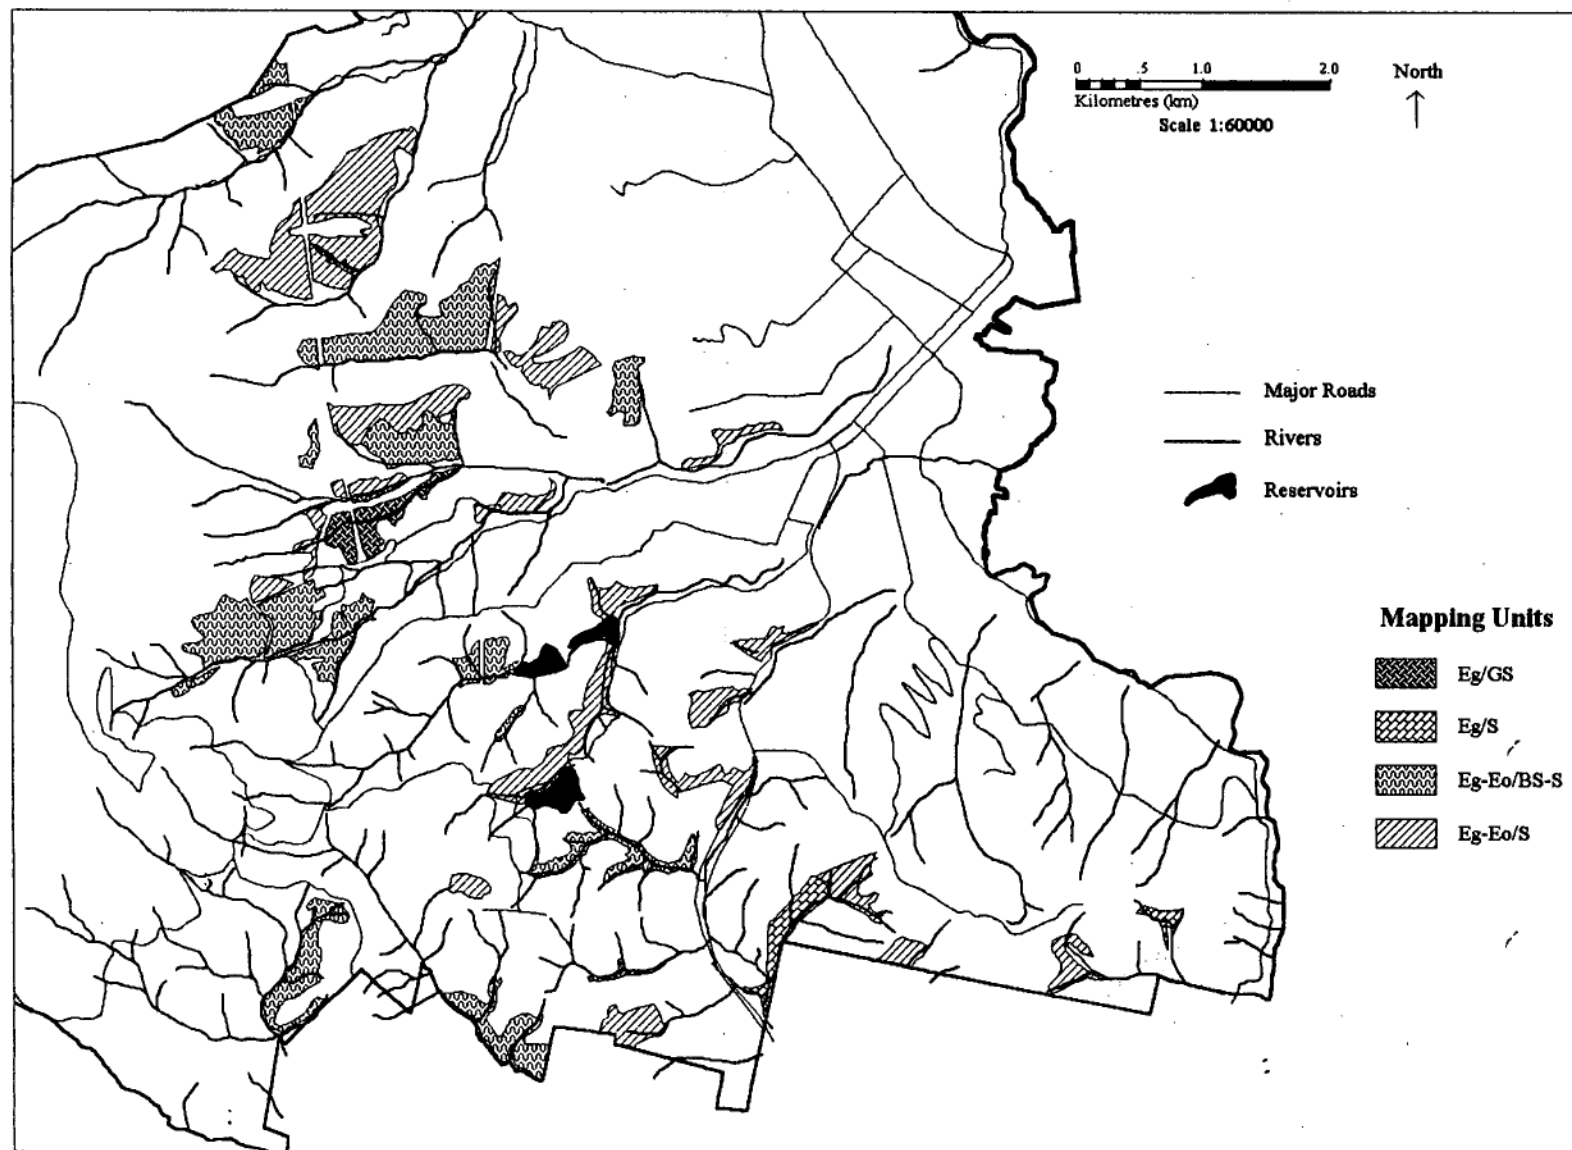 0 .5 1.0 2.0
Kilometres (km)
Scale 1:60000
North
Major Roads
Rivers
Reservoirs
Mapping Units
Eg/GS
Eg/S
Eg-Eo/BS-S
Eg-Eo/S